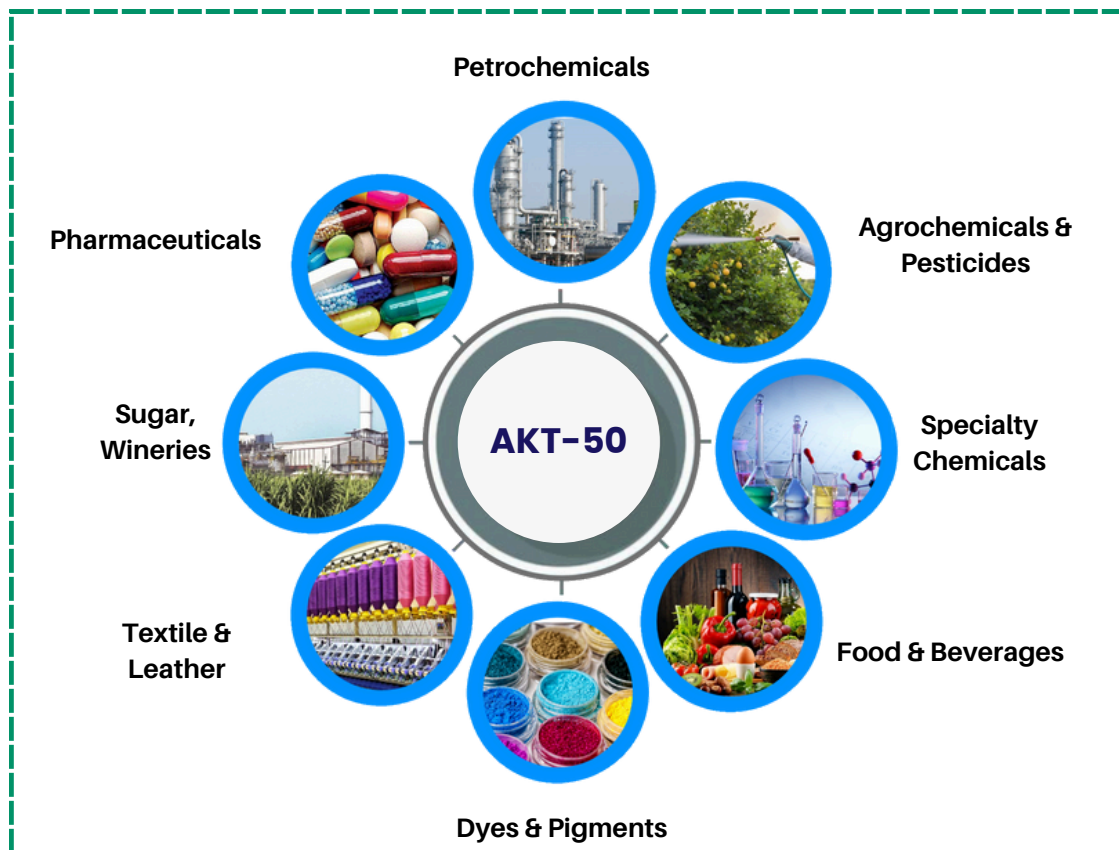 Petrochemicals
Pharmaceuticals
Agrochemicals &
Pesticides
Sugar,
Wineries
AKT-50
Specialty
Chemicals
Textile &
Leather
Food & Beverages
Dyes & Pigments